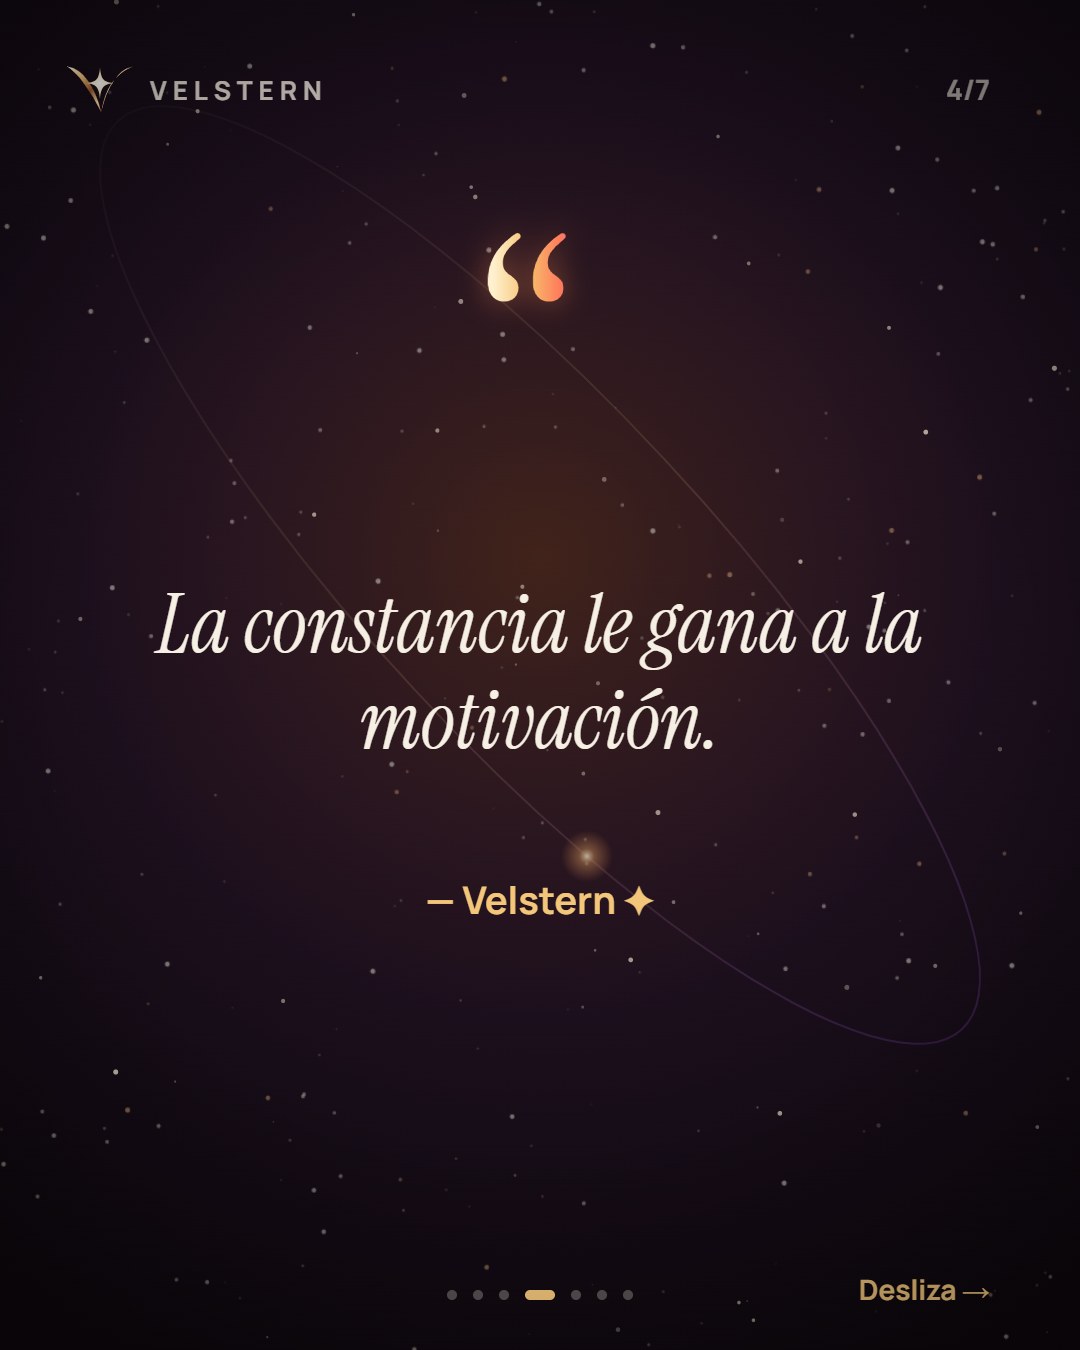 VELSTERN
4/7
“
La constancia le gana a la
motivación.
— Velstern ✦
Desliza →